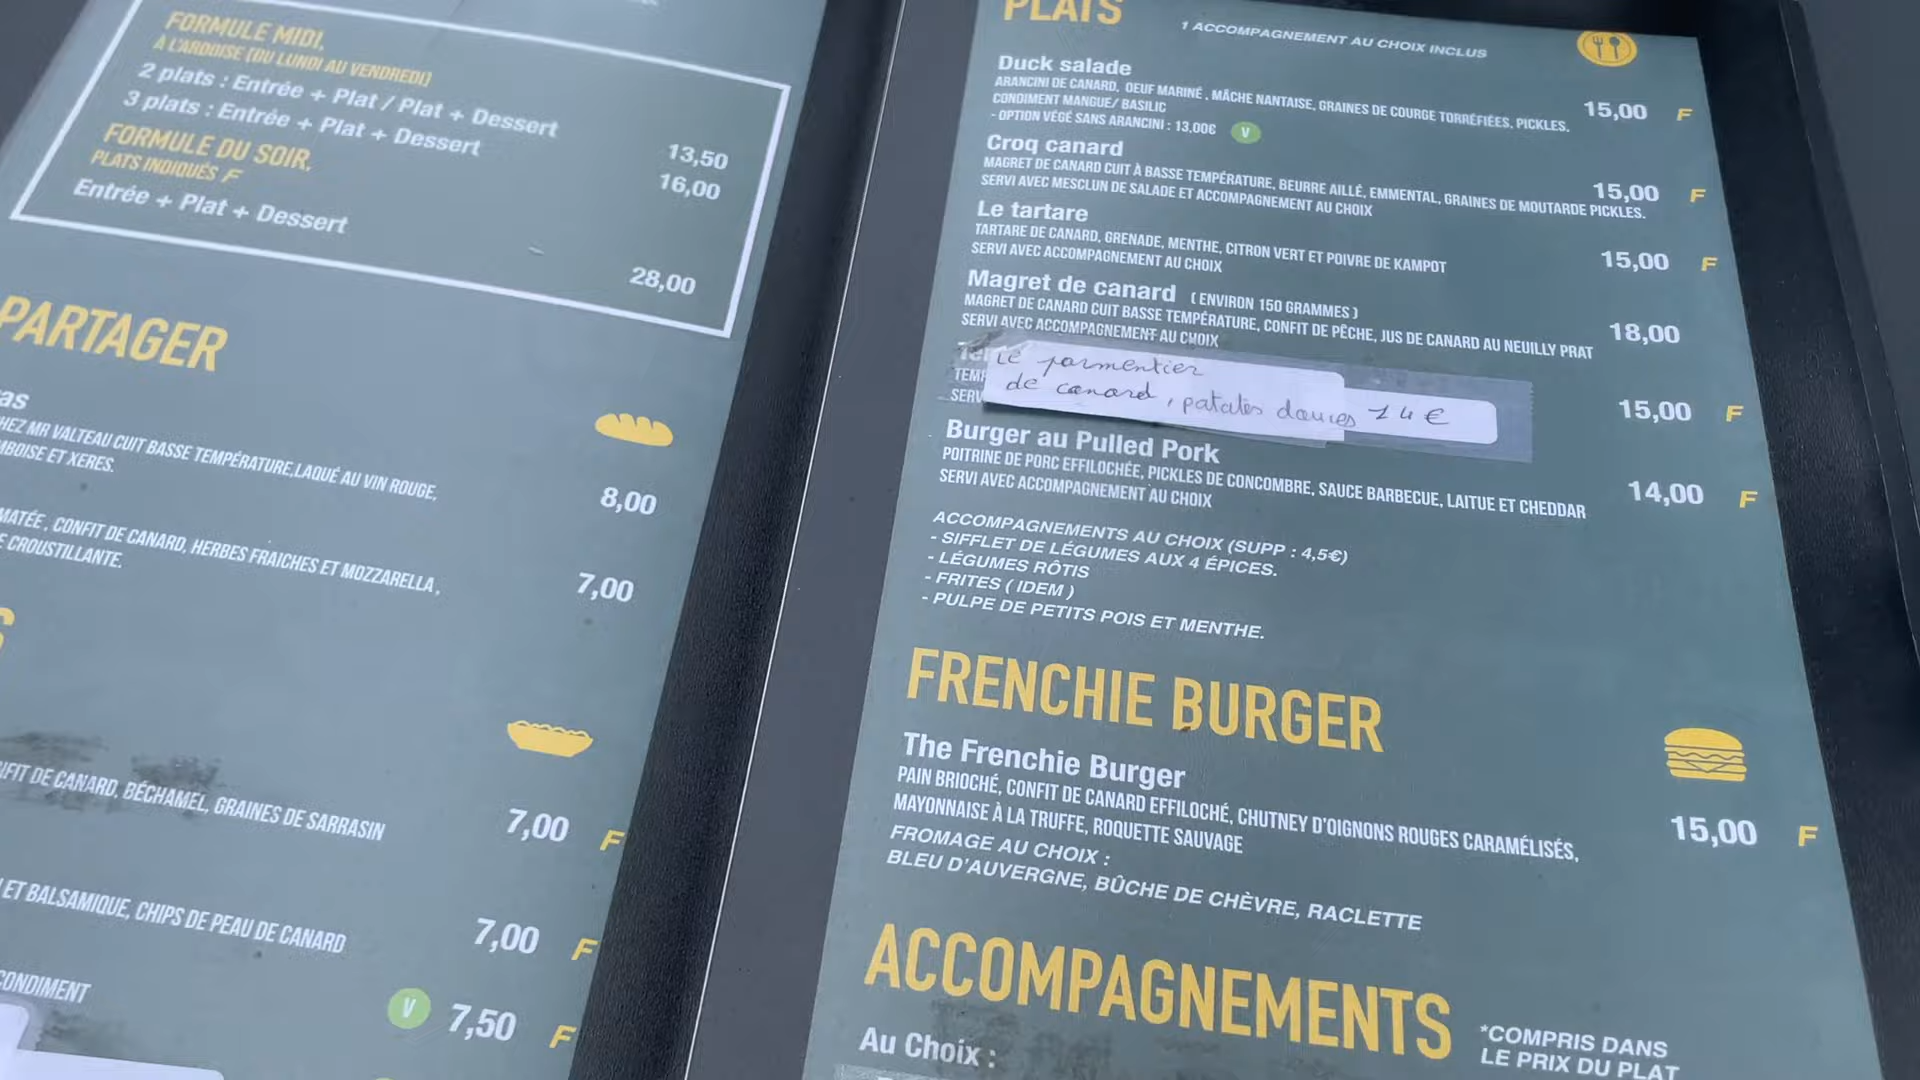 FORMULE MIDI,
À L'ARDOISE (DU LUNDI AU VENDREDI)
2 plats : Entrée + Plat / Plat + Dessert
13,50
3 plats : Entrée + Plat + Dessert
16,00
FORMULE DU SOIR,
PLATS INDIQUÉS F
Entrée + Plat + Dessert
28,00
PARTAGER
HEZ MR VALTEAU CUIT BASSE TEMPÉRATURE,LAQUÉ AU VIN ROUGE,
ET XERES.
8,00
CONFIT DE CANARD, HERBES FRAICHES ET MOZZARELLA,
CROUSTILLANTE.
7,00
DE CANARD, BÉCHAMEL, GRAINES DE SARRASIN
7,00 F
ET BALSAMIQUE, CHIPS DE PEAU DE CANARD
7,00 F
CONDIMENT
V 7,50 F
PLATS
1 ACCOMPAGNEMENT AU CHOIX INCLUS
Duck salade
ARANCINI DE CANARD, OEUF MARINÉ , MÂCHE NANTAISE, GRAINES DE COURGE TORRÉFIÉES, PICKLES,
15,00 F
CONDIMENT MANGUE/ BASILIC
- OPTION VÉGÉ SANS ARANCINI : 13,00€ V
Croq canard
MAGRET DE CANARD CUIT À BASSE TEMPÉRATURE, BEURRE AILLÉ, EMMENTAL, GRAINES DE MOUTARDE PICKLES.
15,00 F
SERVI AVEC MESCLUN DE SALADE ET ACCOMPAGNEMENT AU CHOIX
Le tartare
TARTARE DE CANARD, GRENADE, MENTHE, CITRON VERT ET POIVRE DE KAMPOT
15,00 F
SERVI AVEC ACCOMPAGNEMENT AU CHOIX
Magret de canard ( ENVIRON 150 GRAMMES )
MAGRET DE CANARD CUIT BASSE TEMPÉRATURE, CONFIT DE PÊCHE, JUS DE CANARD AU NEUILLY PRAT
18,00
SERVI AVEC ACCOMPAGNEMENT AU CHOIX
Le parmentier
de canard, patates douces 14€
15,00 F
Burger au Pulled Pork
POITRINE DE PORC EFFILOCHÉE, PICKLES DE CONCOMBRE, SAUCE BARBECUE, LAITUE ET CHEDDAR
14,00 F
SERVI AVEC ACCOMPAGNEMENT AU CHOIX
ACCOMPAGNEMENTS AU CHOIX (SUPP : 4,5€)
- SIFFLET DE LÉGUMES AUX 4 ÉPICES.
- LÉGUMES RÔTIS
- FRITES ( IDEM )
- PULPE DE PETITS POIS ET MENTHE.
FRENCHIE BURGER
The Frenchie Burger
PAIN BRIOCHÉ, CONFIT DE CANARD EFFILOCHÉ, CHUTNEY D'OIGNONS ROUGES CARAMÉLISÉS,
15,00 F
MAYONNAISE À LA TRUFFE, ROQUETTE SAUVAGE
FROMAGE AU CHOIX :
BLEU D'AUVERGNE, BÛCHE DE CHÈVRE, RACLETTE
ACCOMPAGNEMENTS
*COMPRIS DANS
LE PRIX DU PLAT
Au Choix :